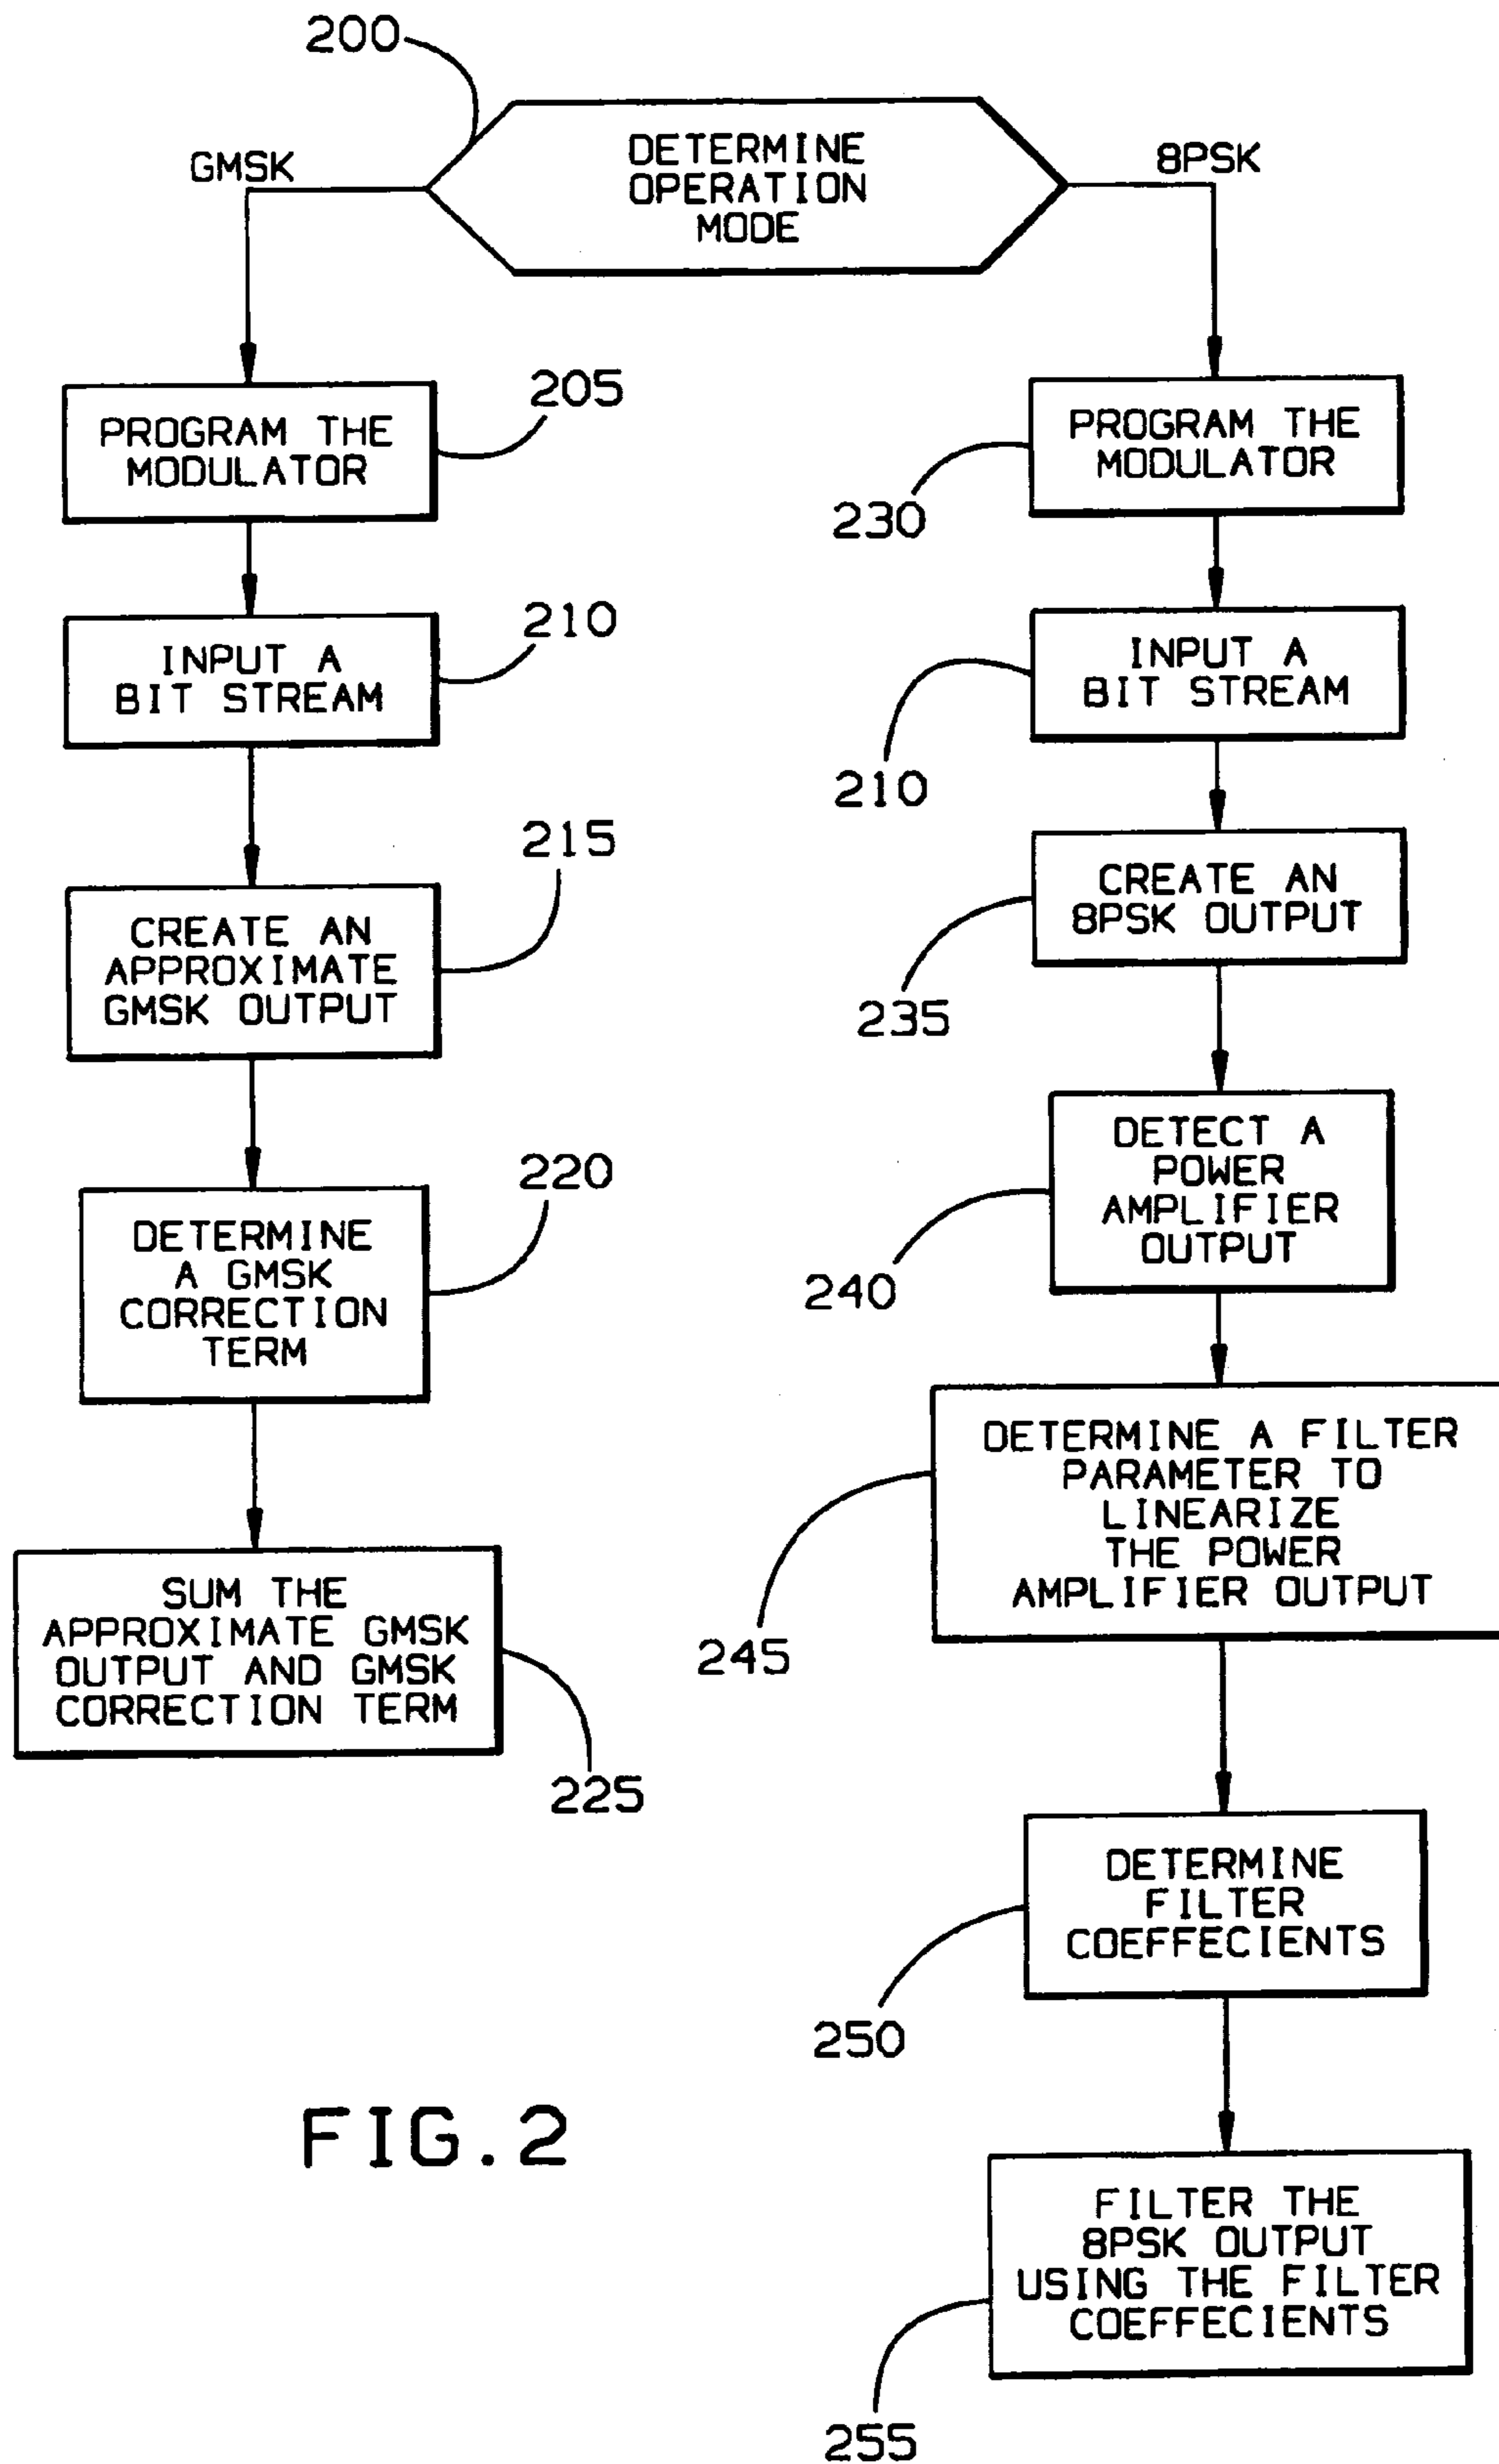 200
DETERMINE
OPERATION
MODE
GMSK
8PSK
PROGRAM THE
MODULATOR
205
INPUT A
BIT STREAM
210
CREATE AN
APPROXIMATE
GMSK OUTPUT
215
DETERMINE
A GMSK
CORRECTION
TERM
220
SUM THE
APPROXIMATE GMSK
OUTPUT AND GMSK
CORRECTION TERM
225
PROGRAM THE
MODULATOR
230
INPUT A
BIT STREAM
210
CREATE AN
8PSK OUTPUT
235
DETECT A
POWER
AMPLIFIER
OUTPUT
240
DETERMINE A FILTER
PARAMETER TO
LINEARIZE
THE POWER
AMPLIFIER OUTPUT
245
DETERMINE
FILTER
COEFFECIENTS
250
FILTER THE
8PSK OUTPUT
USING THE FILTER
COEFFECIENTS
255
FIG.2